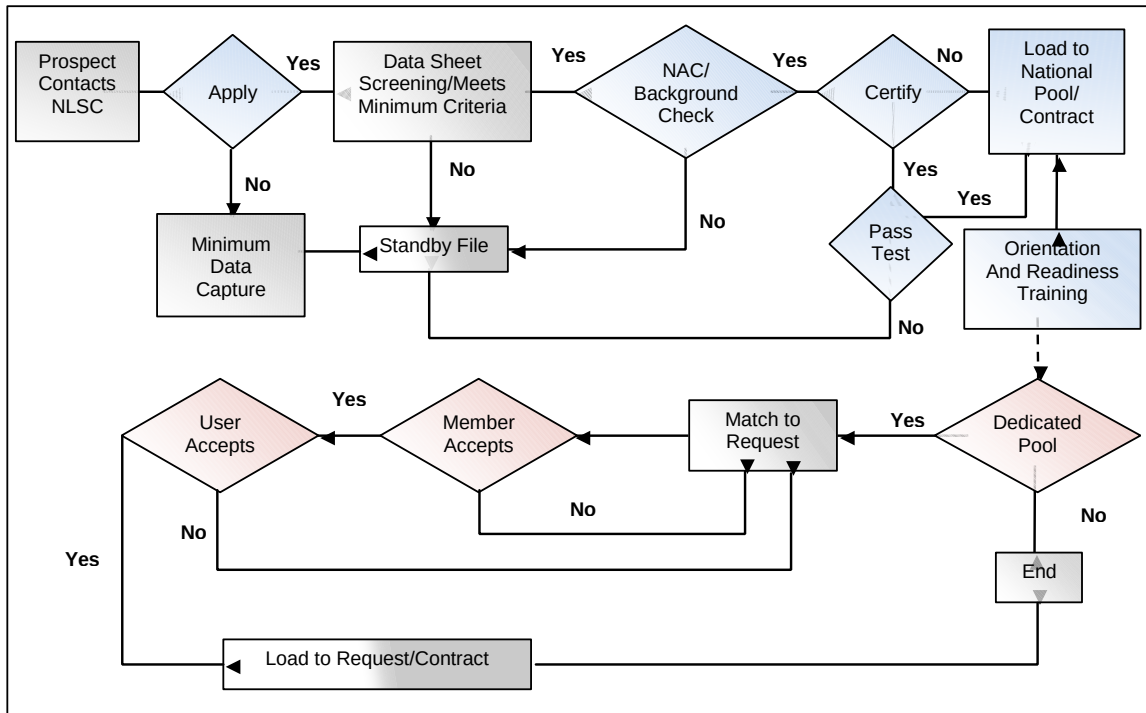 Prospect
Contacts
NLSC
Apply
Yes
Data Sheet
Screening/Meets
Minimum Criteria
Yes
NAC/
Background
Check
Yes
Certify
No
Load to
National
Pool/
Contract
No
No
No
Yes
Yes
Minimum
Data
Capture
Standby File
Pass
Test
Orientation
And Readiness
Training
No
User
Accepts
Yes
Member
Accepts
Match to
Request
Yes
Dedicated
Pool
No
No
No
Yes
End
Load to Request/Contract